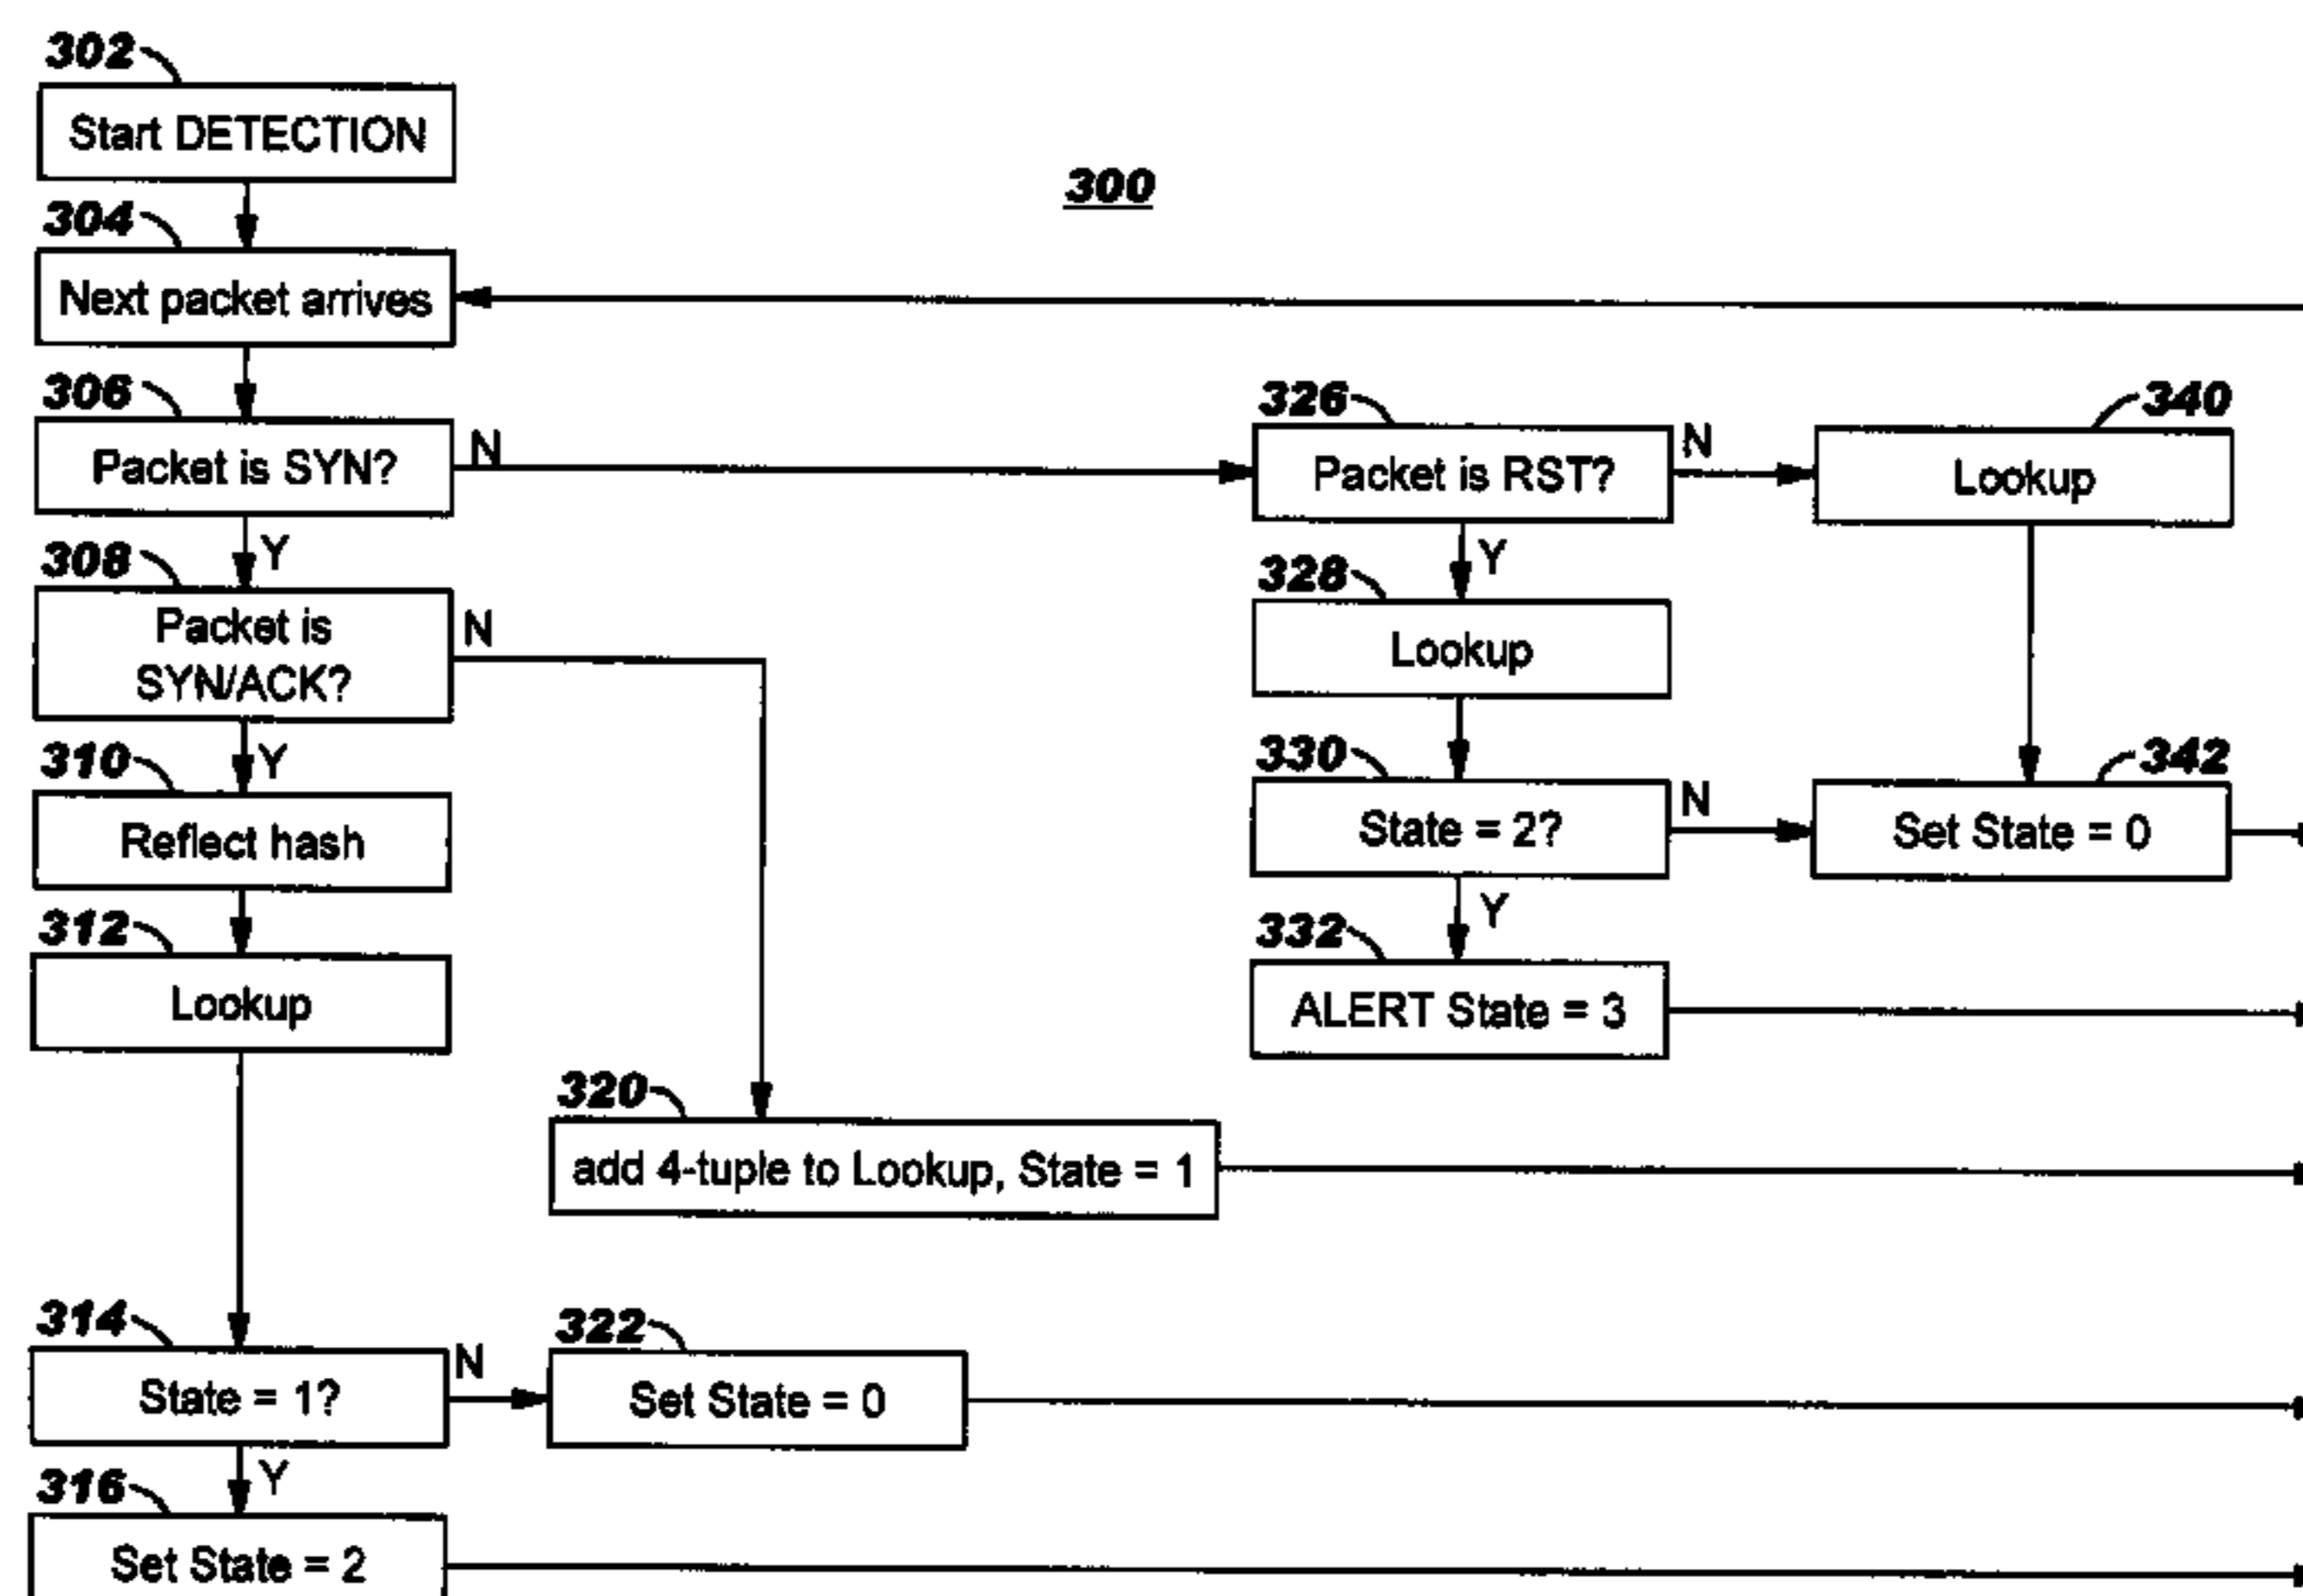 302
Start DETECTION
300
304
Next packet arrives
306
Packet is SYN?
N
326
Packet is RST?
N
340
Lookup
Y
308
Packet is
SYN/ACK?
N
Y
328
Lookup
Y
310
Reflect hash
330
State = 2?
N
342
Set State = 0
Y
312
Lookup
332
ALERT State = 3
320
add 4-tuple to Lookup, State = 1
314
State = 1?
N
322
Set State = 0
Y
316
Set State = 2